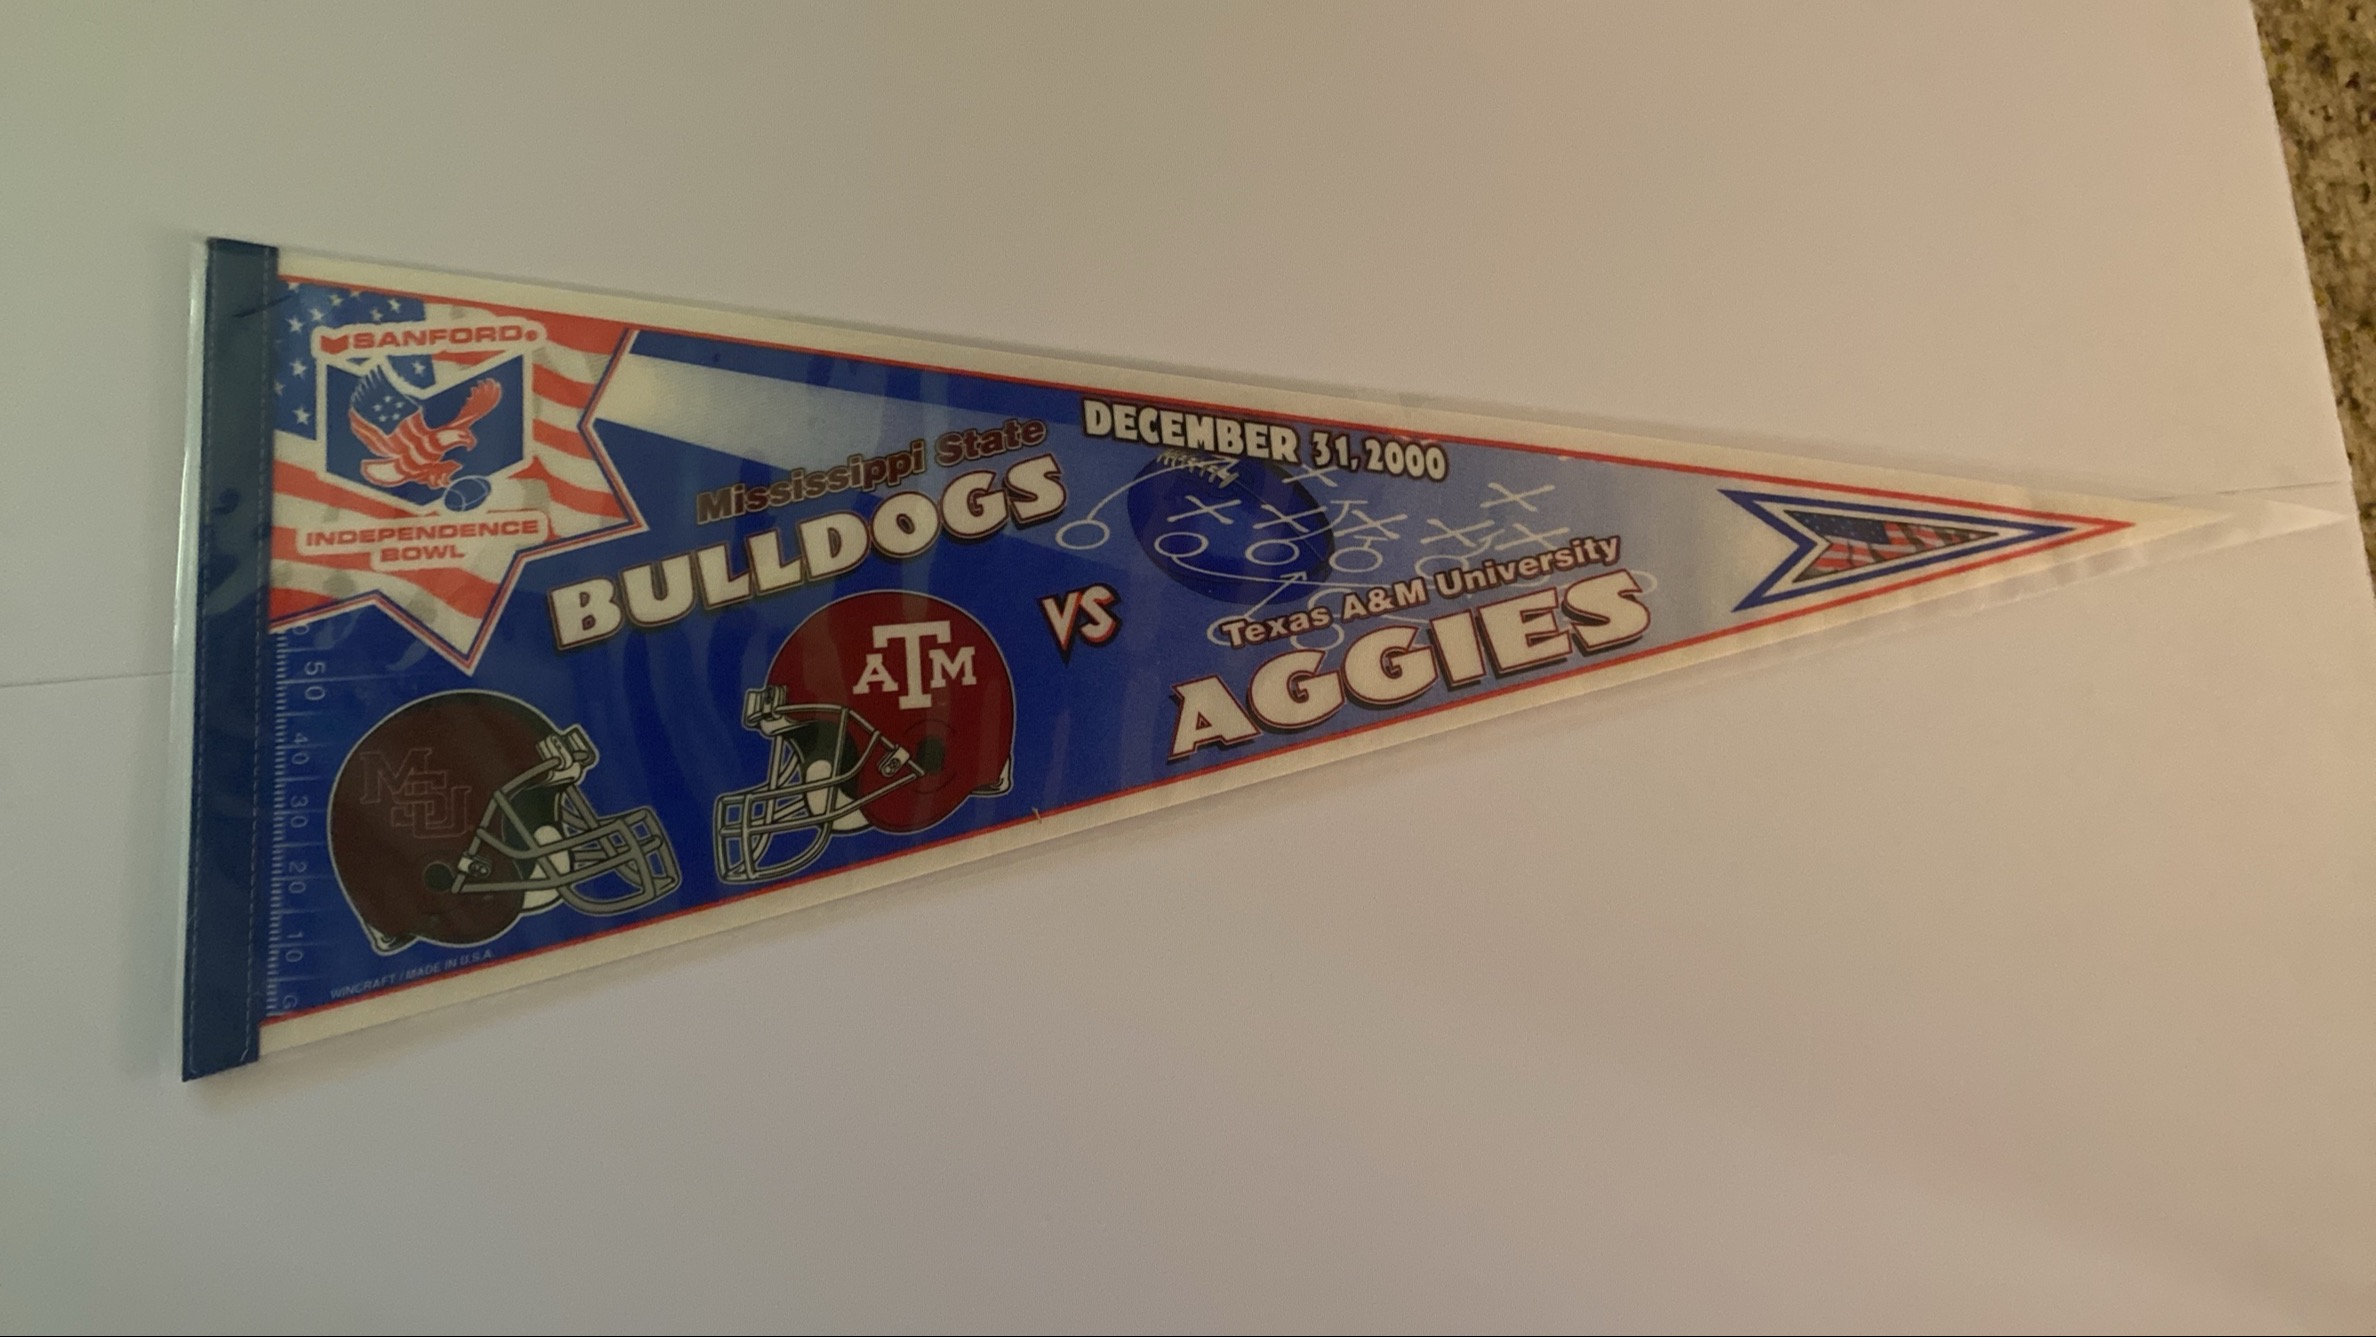 SANFORD®
INDEPENDENCE
BOWL
Mississippi State
BULLDOGS
DECEMBER 31, 2000
VS
Texas A&M University
AGGIES
MSU
ATM
50
40
30
20
10
G
WINCRAFT / MADE IN U.S.A.